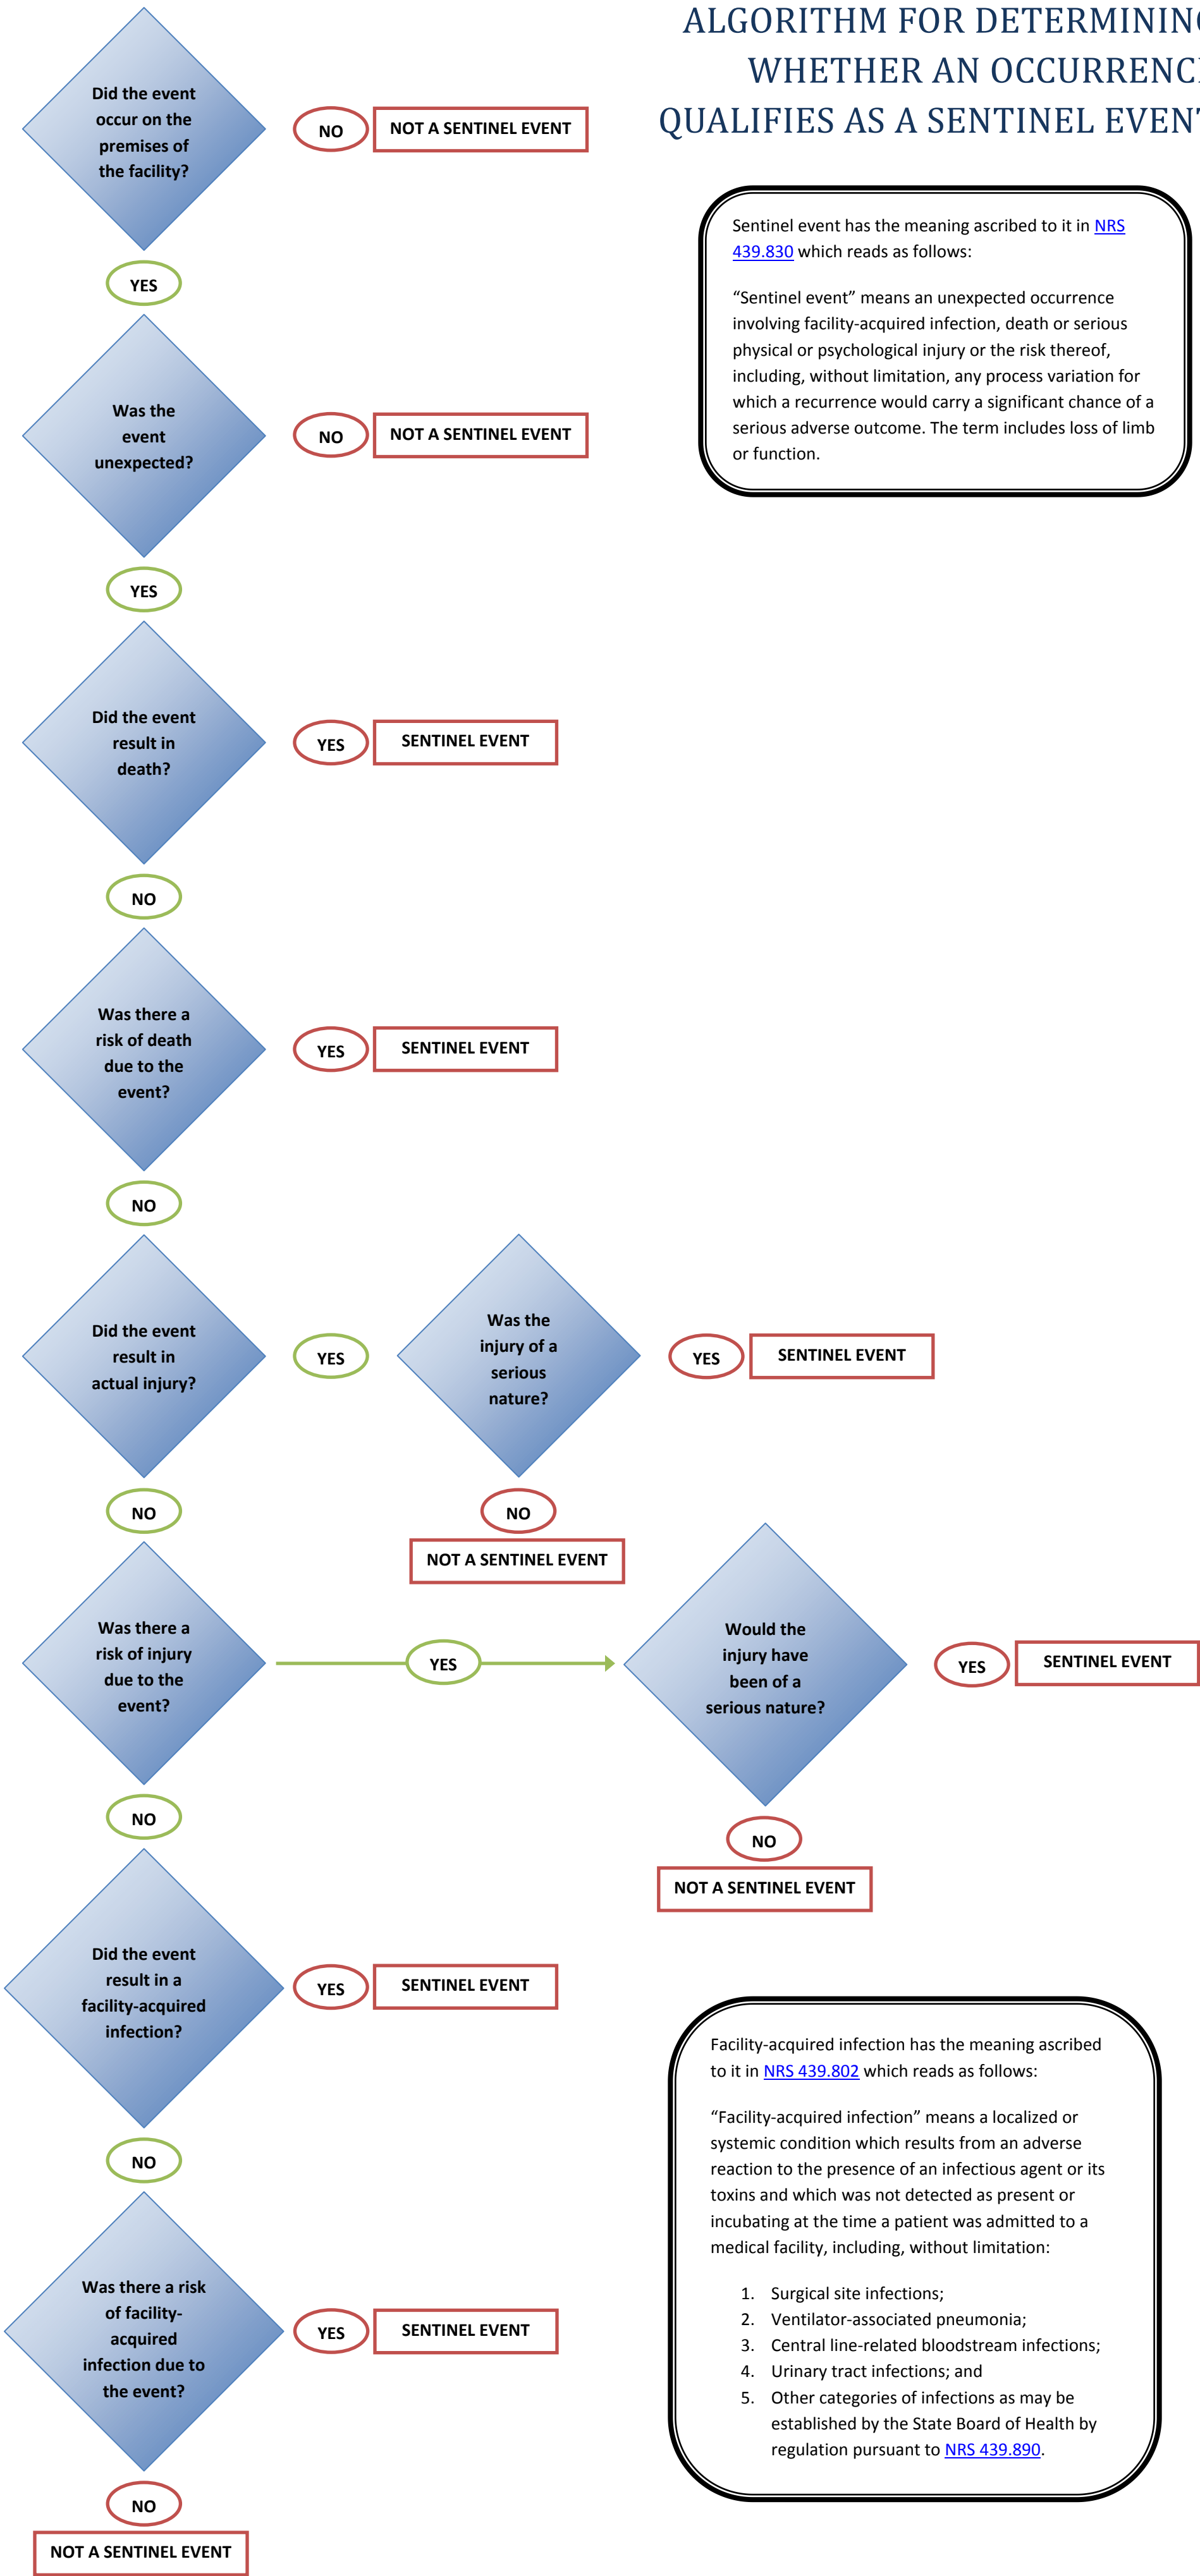 ALGORITHM FOR DETERMINING
WHETHER AN OCCURRENCE
QUALIFIES AS A SENTINEL EVENT
Did the event
occur on the
premises of
the facility?
NO
NOT A SENTINEL EVENT
Sentinel event has the meaning ascribed to it in NRS
439.830 which reads as follows:
“Sentinel event” means an unexpected occurrence
involving facility-acquired infection, death or serious
physical or psychological injury or the risk thereof,
including, without limitation, any process variation for
which a recurrence would carry a significant chance of a
serious adverse outcome. The term includes loss of limb
or function.
YES
Was the
event
unexpected?
NO
NOT A SENTINEL EVENT
YES
Did the event
result in
death?
YES
SENTINEL EVENT
NO
Was there a
risk of death
due to the
event?
YES
SENTINEL EVENT
NO
Did the event
result in
actual injury?
YES
Was the
injury of a
serious
nature?
YES
SENTINEL EVENT
NO
NOT A SENTINEL EVENT
NO
Was there a
risk of injury
due to the
event?
YES
Would the
injury have
been of a
serious nature?
YES
SENTINEL EVENT
NO
NOT A SENTINEL EVENT
NO
Did the event
result in a
facility-acquired
infection?
YES
SENTINEL EVENT
NO
Was there a risk
of facility-
acquired
infection due to
the event?
YES
SENTINEL EVENT
NO
NOT A SENTINEL EVENT
Facility-acquired infection has the meaning ascribed
to it in NRS 439.802 which reads as follows:
“Facility-acquired infection” means a localized or
systemic condition which results from an adverse
reaction to the presence of an infectious agent or its
toxins and which was not detected as present or
incubating at the time a patient was admitted to a
medical facility, including, without limitation:
1. Surgical site infections;
2. Ventilator-associated pneumonia;
3. Central line-related bloodstream infections;
4. Urinary tract infections; and
5. Other categories of infections as may be
established by the State Board of Health by
regulation pursuant to NRS 439.890.